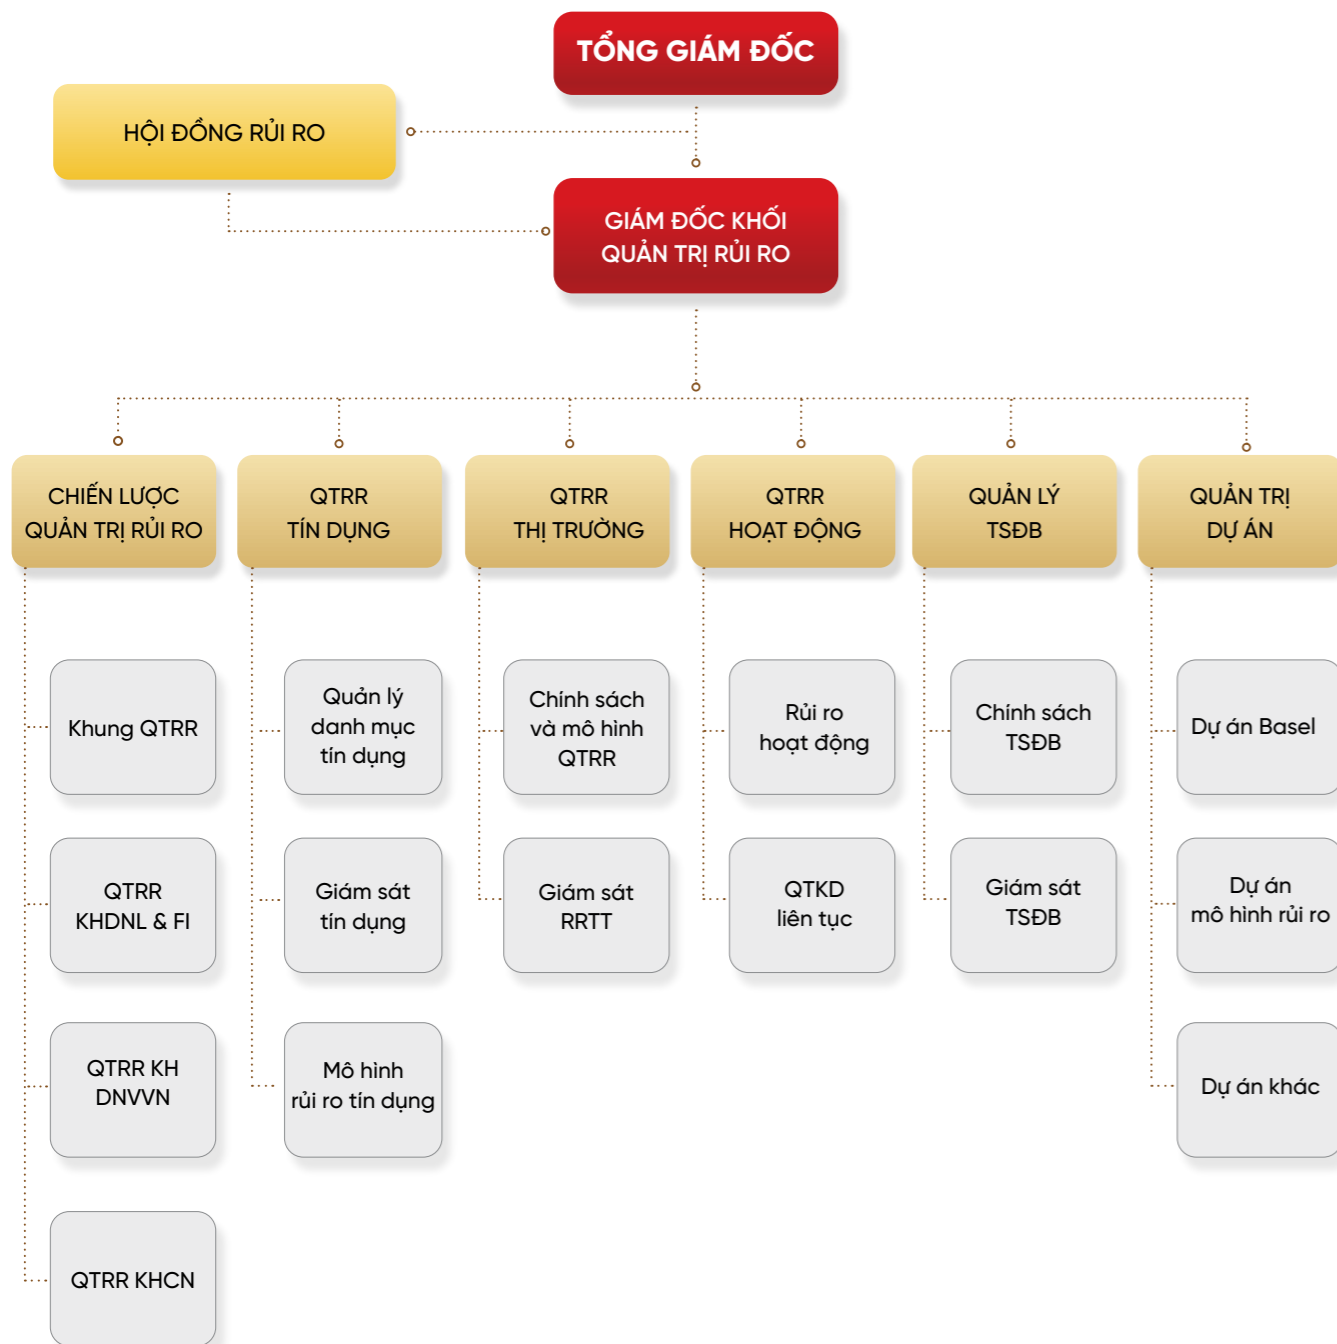 TỔNG GIÁM ĐỐC
HỘI ĐỒNG RỦI RO
GIÁM ĐỐC KHỐI
QUẢN TRỊ RỦI RO
CHIẾN LƯỢC
QUẢN TRỊ RỦI RO
QTRR
TÍN DỤNG
QTRR
THỊ TRƯỜNG
QTRR
HOẠT ĐỘNG
QUẢN LÝ
TSĐB
QUẢN TRỊ
DỰ ÁN
Khung QTRR
Quản lý
danh mục
tín dụng
Chính sách
và mô hình
QTRR
Rủi ro
hoạt động
Chính sách
TSĐB
Dự án Basel
QTRR
KHDNL & FI
Giám sát
tín dụng
Giám sát
RRTT
QTKD
liên tục
Giám sát
TSĐB
Dự án
mô hình rủi ro
QTRR KH
DNVVN
Mô hình
rủi ro tín dụng
Dự án khác
QTRR KHCN